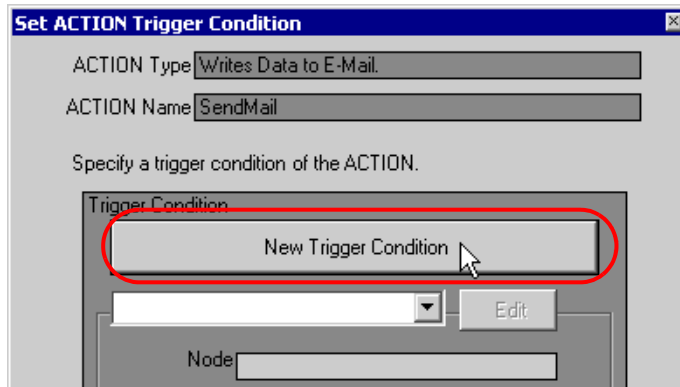 Set ACTION Trigger Condition
ACTION Type Writes Data to E-Mail.
ACTION Name SendMail
Specify a trigger condition of the ACTION.
Trigger Condition
New Trigger Condition
Edit
Node